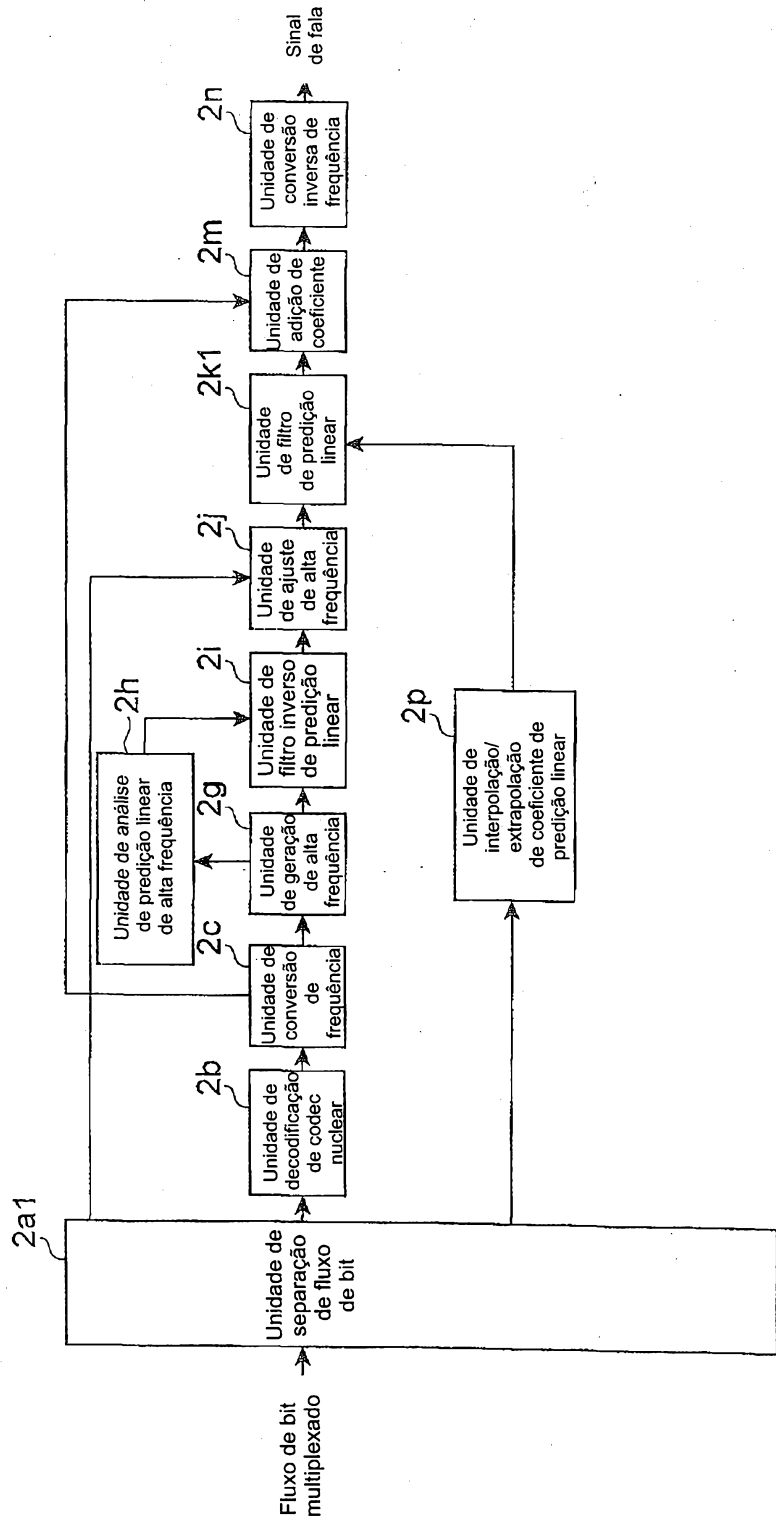 Fluxo de bit
multiplexado
2a1
Unidade de
separação
de fluxo
de bit
2b
Unidade de
decodificação
de codec
nuclear
2c
Unidade de
conversão
de
frequência
2g
Unidade
de geração
de alta
frequência
2h
Unidade de análise
de predição linear
de alta frequência
2i
Unidade de
filtro inverso
de predição
linear
2j
Unidade
de ajuste
de alta
frequência
2k1
Unidade
de filtro
de predição
linear
2m
Unidade de
adição de
coeficiente
2n
Unidade de
conversão
inversa de
frequência
Sinal
de fala
2p
Unidade de
interpolação/
extrapolação
de coeficiente de
predição linear